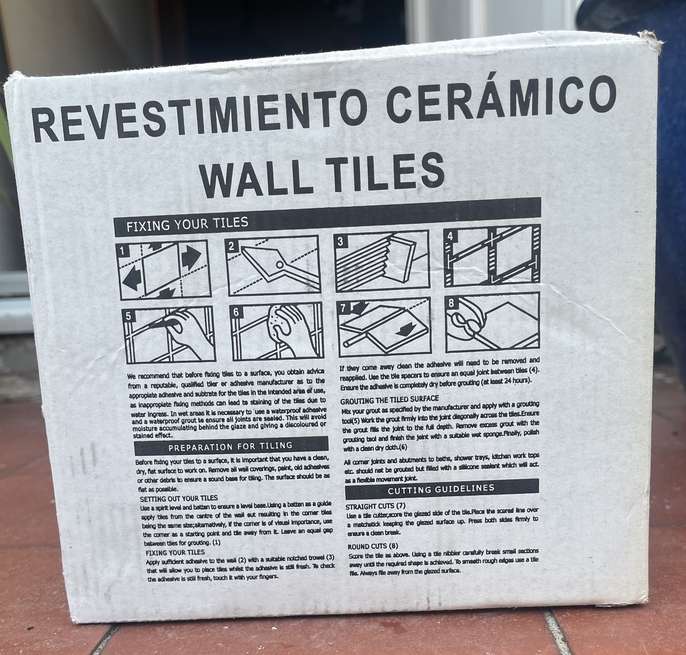 REVESTIMIENTO CERÁMICO
WALL TILES
FIXING YOUR TILES
1
2
3
4
5
6
7
8
We recommend that before fixing tiles to a surface, you obtain advice
from a reputable, qualified tiler or adhesive manufacturer as to the
appropiate adhesive and subtrate for the tiles in the intended area of use,
as inappropiate fixing methods can lead to staining of the tiles due to
water ingress. In wet areas it is necessary to use a waterproof adhesive
and a waterproof grout to ensure all joints are sealed. This will avoid
moisture accumulating behind the glaze and giving a discoloured or
stained effect.
PREPARATION FOR TILING
Before fixing your tiles to a surface, it is important that you have a clean,
dry, flat surface to work on. Remove all wall coverings, paint, old adhesives
or other debris to ensure a sound base for tiling. The surface should be as
flat as possible.
SETTING OUT YOUR TILES
Use a spirit level and batten to ensure a level base.Using a batten as a guide
apply tiles from the centre of the wall out resulting in the corner tiles
being the same size;alternatively, if the corner is of visual importance, use
the corner as a starting point and tile away from it. Leave an equal gap
between tiles for grouting. (1)
FIXING YOUR TILES
Apply sufficient adhesive to the wall (2) with a suitable notched trowel (3)
that will allow you to place tiles whilst the adhesive is still fresh. To check
the adhesive is still fresh, touch it with your fingers.
If they come away clean the adhesive will need to be removed and
reapplied. Use the tile spacers to ensure an equal joint between tiles (4).
Ensure the adhesive is completely dry before grouting (at least 24 hours).
GROUTING THE TILED SURFACE
Mix your grout as specified by the manufacturer and apply with a grouting
tool(5) Work the grout firmly into the joint diagonally across the tiles.Ensure
the grout fills the joint to the full depth. Remove excess grout with the
grouting tool and finish the joint with a suitable wet sponge.Finally, polish
with a clean dry cloth.(6)
All corner joints and abutments to baths, shower trays, kitchen work tops
etc. should not be grouted but filled with a silicone sealant which will act.
as a flexible movement joint.
CUTTING GUIDELINES
STRAIGHT CUTS (7)
Use a tile cutter,score the glazed side of the tile.Place the scored line over
a matchstick keeping the glazed surface up. Press both sides firmly to
ensure a clean break.
ROUND CUTS (8)
Score the tile as above. Using a tile nibbler carefully break small sections
away until the required shape is achieved. To smooth rough edges use a tile
file. Always file away from the glazed surface.